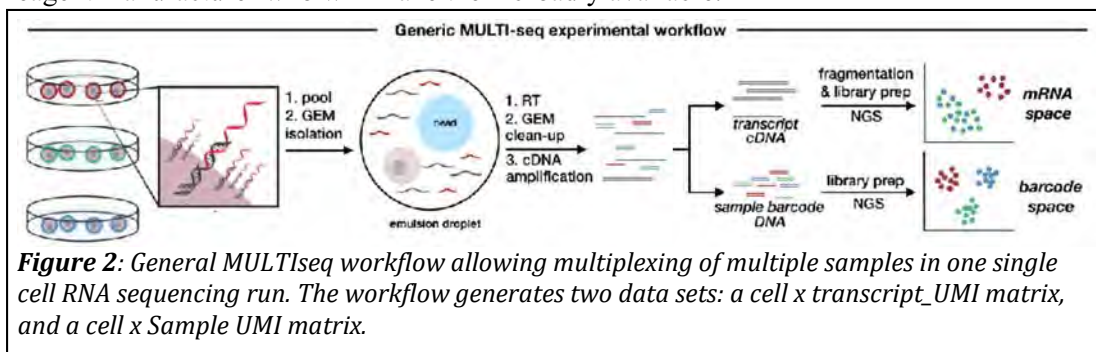 Generic MULTI-seq experimental workflow
1. pool
2. GEM
isolation
bead
emulsion droplet
1. RT
2. GEM
clean-up
3. cDNA
amplification
transcript
cDNA
sample barcode
DNA
fragmentation
& library prep
NGS
library prep
NGS
mRNA
space
barcode
space
Figure 2: General MULTIseq workflow allowing multiplexing of multiple samples in one single
cell RNA sequencing run. The workflow generates two data sets: a cell x transcript_UMI matrix,
and a cell x Sample UMI matrix.